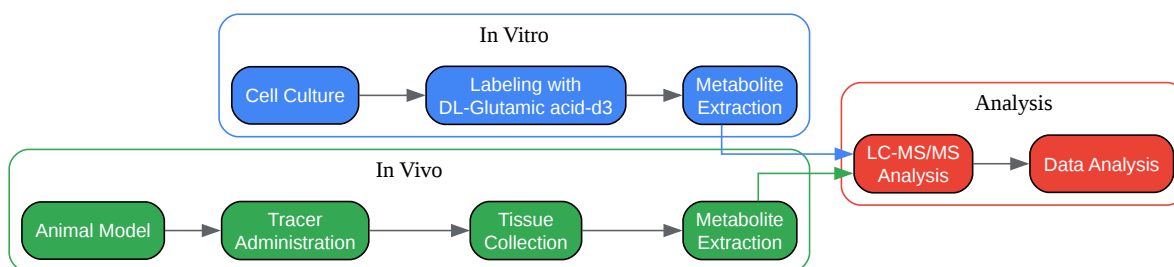 In Vitro
Cell Culture
Labeling with
DL-Glutamic acid-d3
Metabolite
Extraction
Analysis
LC-MS/MS
Analysis
Data Analysis
In Vivo
Animal Model
Tracer
Administration
Tissue
Collection
Metabolite
Extraction